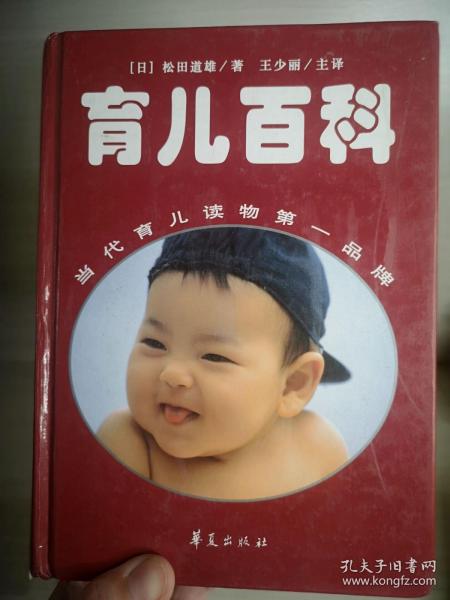 [日] 松田道雄/著 王少丽/主译
育儿百科
当代育儿读物第一品牌
华夏出版社
孔夫子旧书网
www.kongfz.com